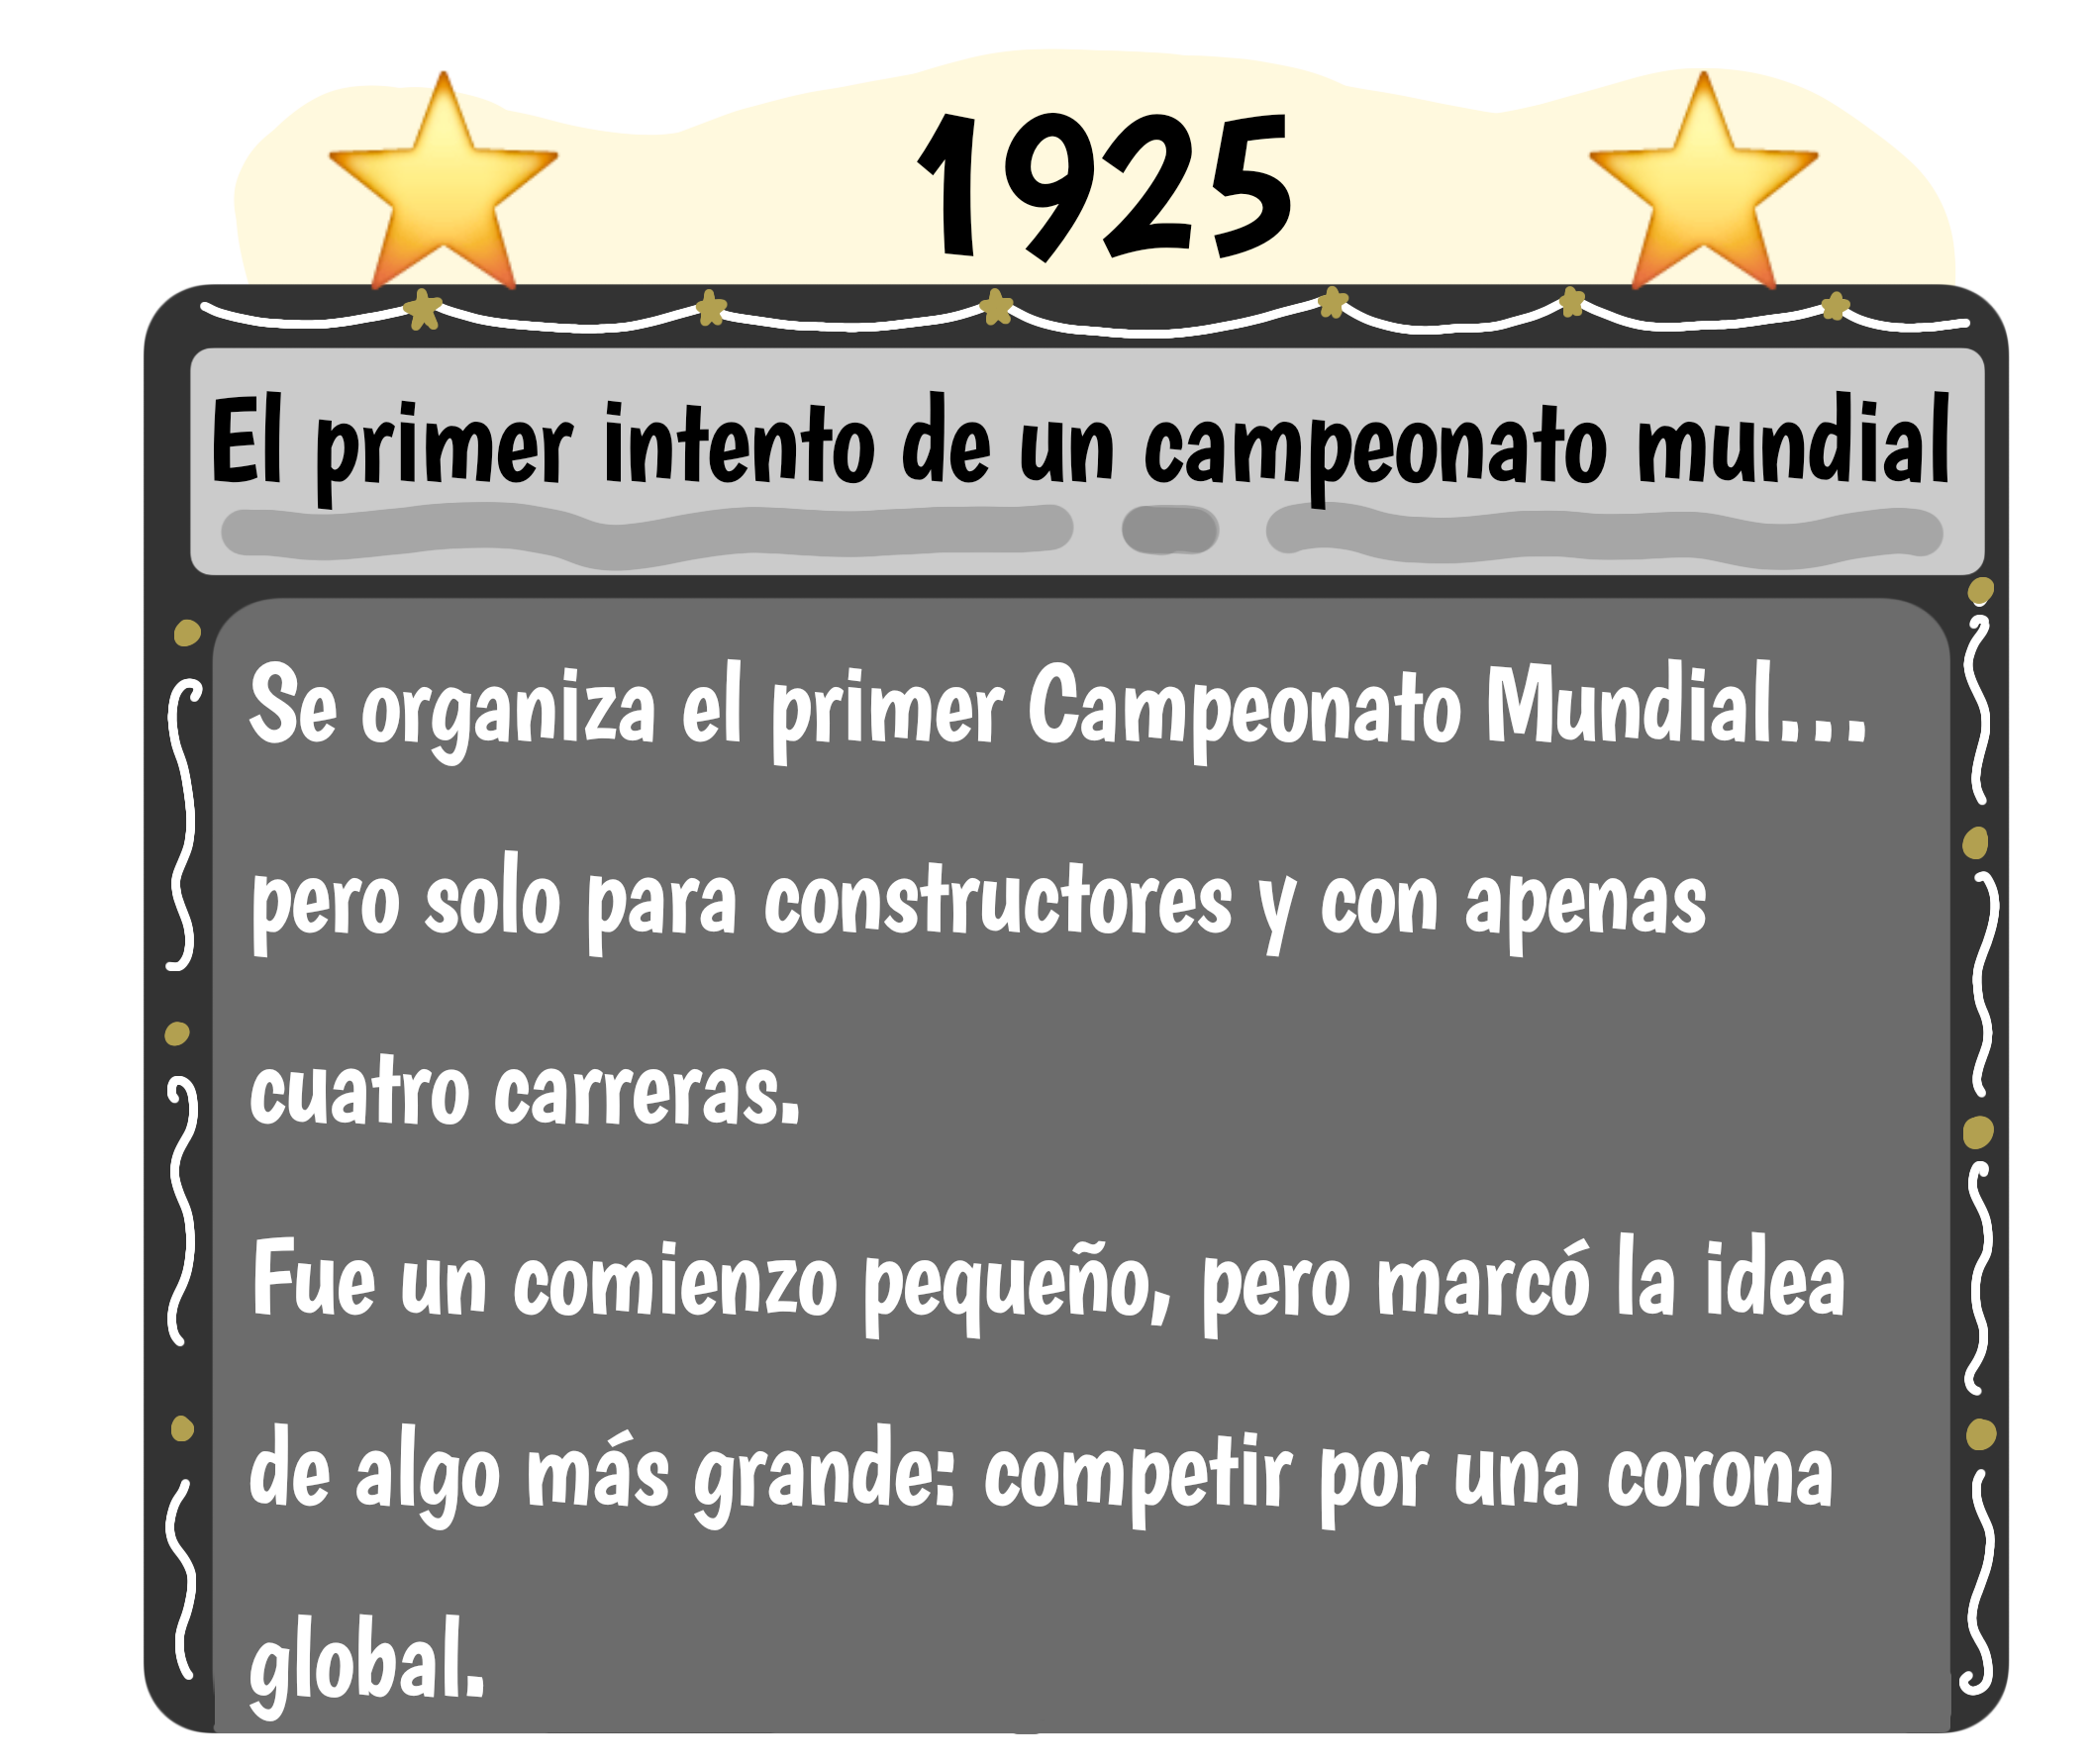 1925
El primer intento de un campeonato mundial
Se organiza el primer Campeonato Mundial...
pero solo para constructores y con apenas
cuatro carreras.
Fue un comienzo pequeño, pero marcó la idea
de algo más grande: competir por una corona
global.